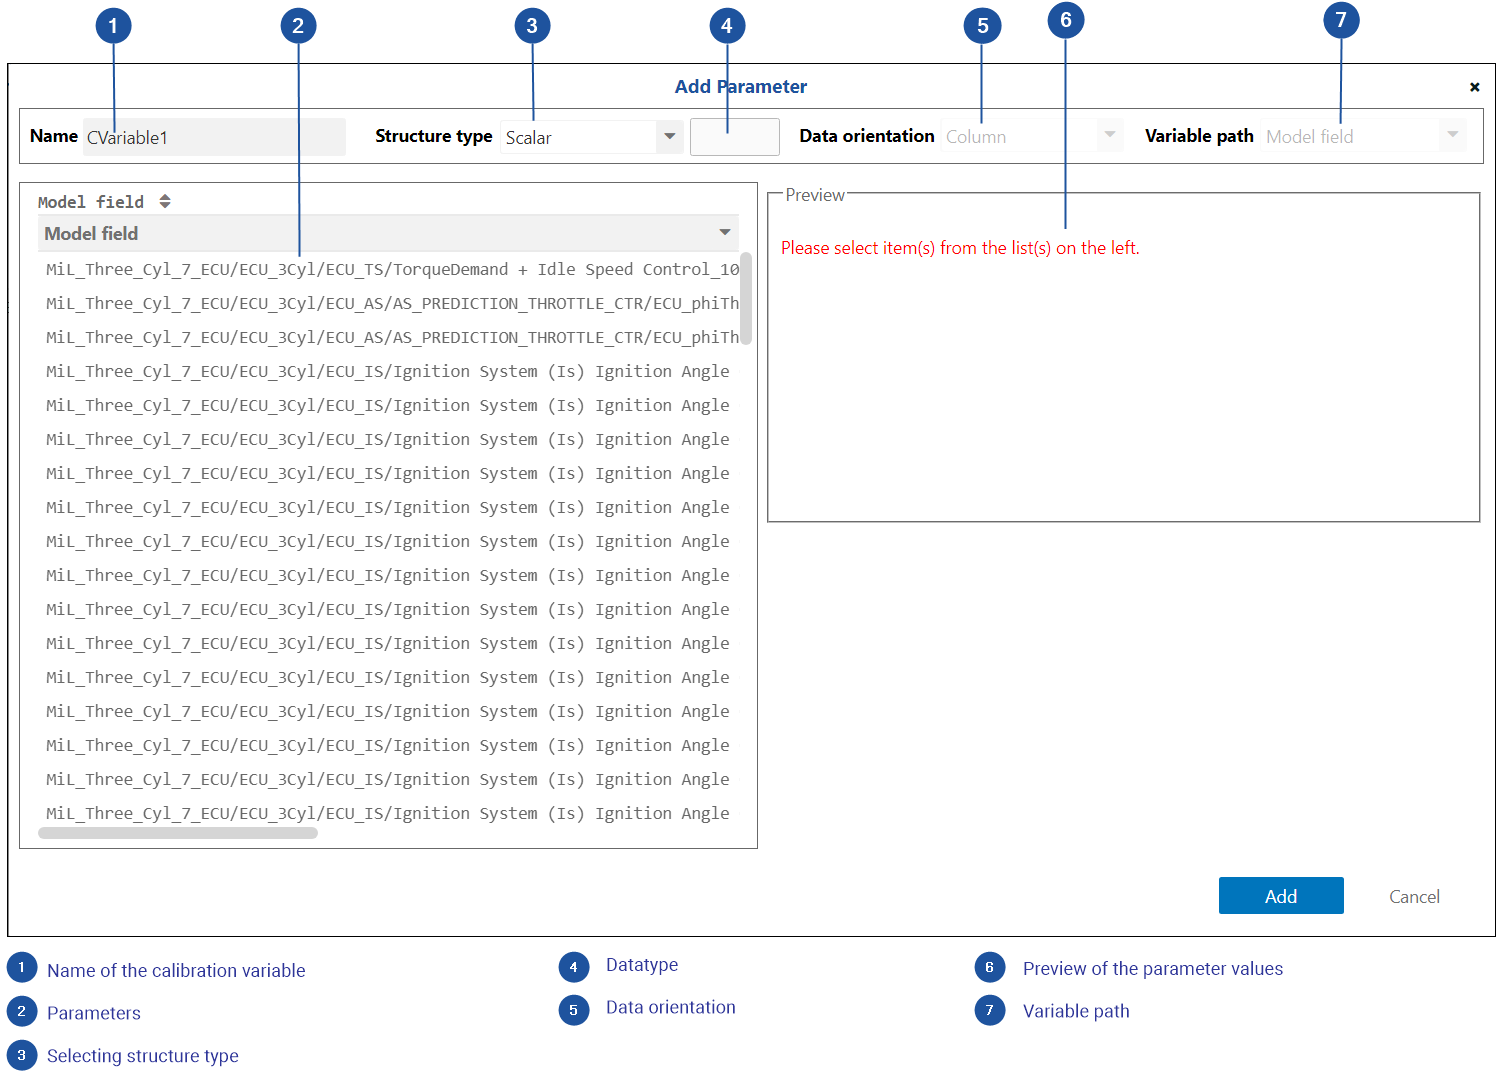 1 2 3 4 5 6 7
Add Parameter
Name CVariable1 Structure type Scalar Data orientation Column Variable path Model field
Model field
Model field
MiL_Three_Cyl_7_ECU/ECU_3Cyl/ECU_TS/TorqueDemand + Idle Speed Control_10
MiL_Three_Cyl_7_ECU/ECU_3Cyl/ECU_AS/AS_PREDICTION_THROTTLE_CTR/ECU_phiTh
MiL_Three_Cyl_7_ECU/ECU_3Cyl/ECU_AS/AS_PREDICTION_THROTTLE_CTR/ECU_phiTh
MiL_Three_Cyl_7_ECU/ECU_3Cyl/ECU_IS/Ignition System (Is) Ignition Angle
MiL_Three_Cyl_7_ECU/ECU_3Cyl/ECU_IS/Ignition System (Is) Ignition Angle
MiL_Three_Cyl_7_ECU/ECU_3Cyl/ECU_IS/Ignition System (Is) Ignition Angle
MiL_Three_Cyl_7_ECU/ECU_3Cyl/ECU_IS/Ignition System (Is) Ignition Angle
MiL_Three_Cyl_7_ECU/ECU_3Cyl/ECU_IS/Ignition System (Is) Ignition Angle
MiL_Three_Cyl_7_ECU/ECU_3Cyl/ECU_IS/Ignition System (Is) Ignition Angle
MiL_Three_Cyl_7_ECU/ECU_3Cyl/ECU_IS/Ignition System (Is) Ignition Angle
MiL_Three_Cyl_7_ECU/ECU_3Cyl/ECU_IS/Ignition System (Is) Ignition Angle
MiL_Three_Cyl_7_ECU/ECU_3Cyl/ECU_IS/Ignition System (Is) Ignition Angle
MiL_Three_Cyl_7_ECU/ECU_3Cyl/ECU_IS/Ignition System (Is) Ignition Angle
MiL_Three_Cyl_7_ECU/ECU_3Cyl/ECU_IS/Ignition System (Is) Ignition Angle
MiL_Three_Cyl_7_ECU/ECU_3Cyl/ECU_IS/Ignition System (Is) Ignition Angle
MiL_Three_Cyl_7_ECU/ECU_3Cyl/ECU_IS/Ignition System (Is) Ignition Angle
MiL_Three_Cyl_7_ECU/ECU_3Cyl/ECU_IS/Ignition System (Is) Ignition Angle
Preview
Please select item(s) from the list(s) on the left.
Add Cancel
1 Name of the calibration variable
2 Parameters
3 Selecting structure type
4 Datatype
5 Data orientation
6 Preview of the parameter values
7 Variable path